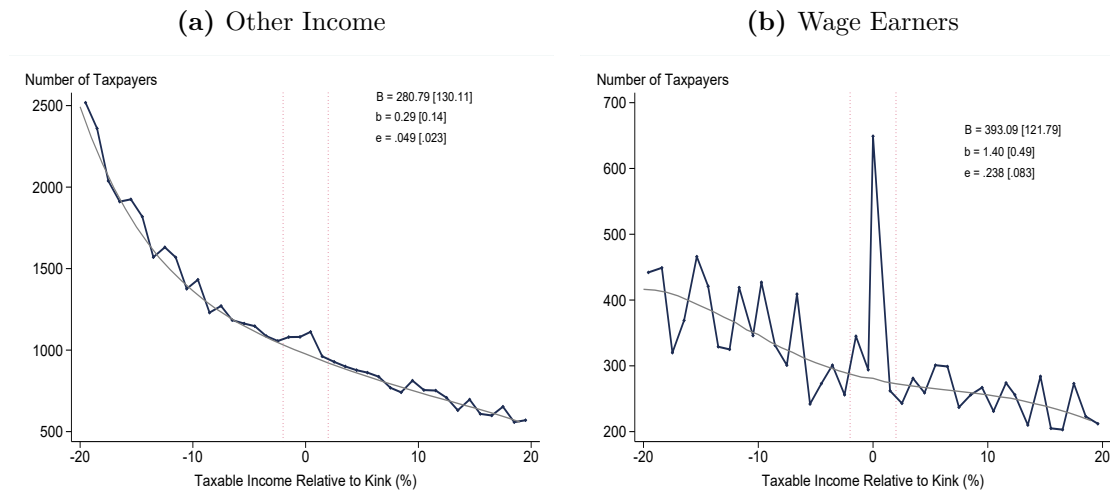 (a) Other Income
Number of Taxpayers
B = 280.79 [130.11]
b = 0.29 [0.14]
e = .049 [.023]
2500
2000
1500
1000
500
-20
-10
0
10
20
Taxable Income Relative to Kink (%)
(b) Wage Earners
Number of Taxpayers
B = 393.09 [121.79]
b = 1.40 [0.49]
e = .238 [.083]
700
600
500
400
300
200
-20
-10
0
10
20
Taxable Income Relative to Kink (%)